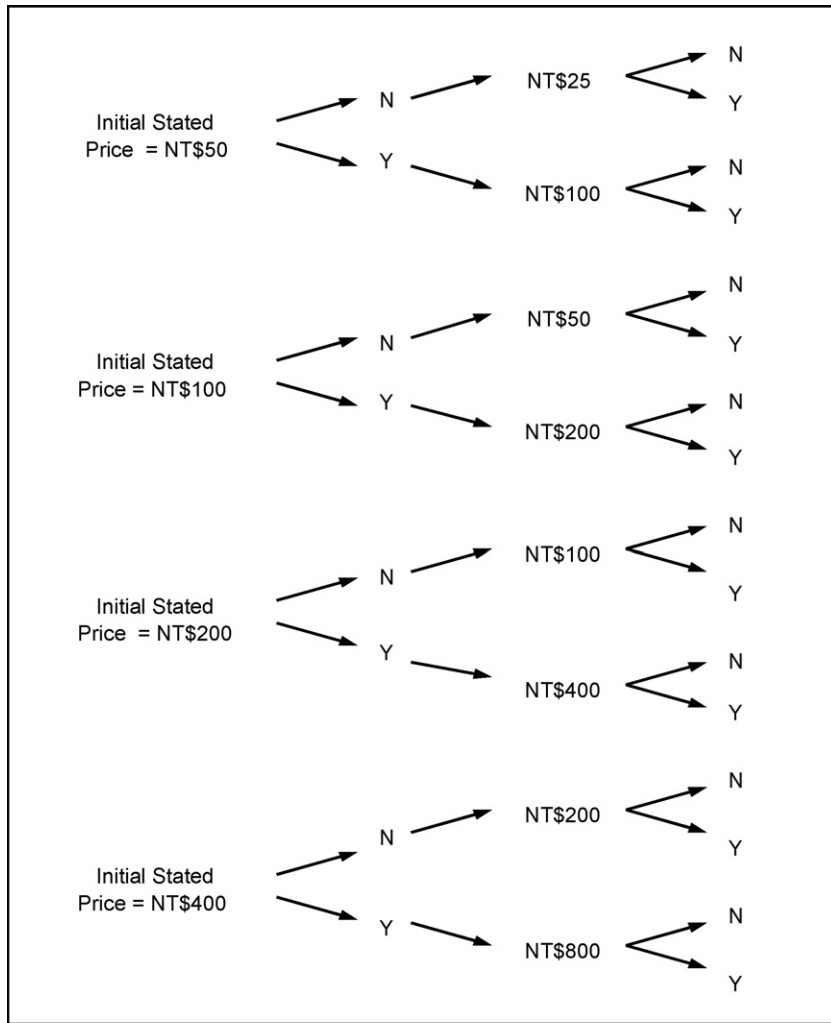 N
NT$25
N
Y
Initial Stated
Price = NT$50
Y
NT$100
N
Y
N
NT$50
N
Y
Initial Stated
Price = NT$100
Y
NT$200
N
Y
N
NT$100
N
Y
Initial Stated
Price = NT$200
Y
NT$400
N
Y
N
NT$200
N
Y
Initial Stated
Price = NT$400
Y
NT$800
N
Y